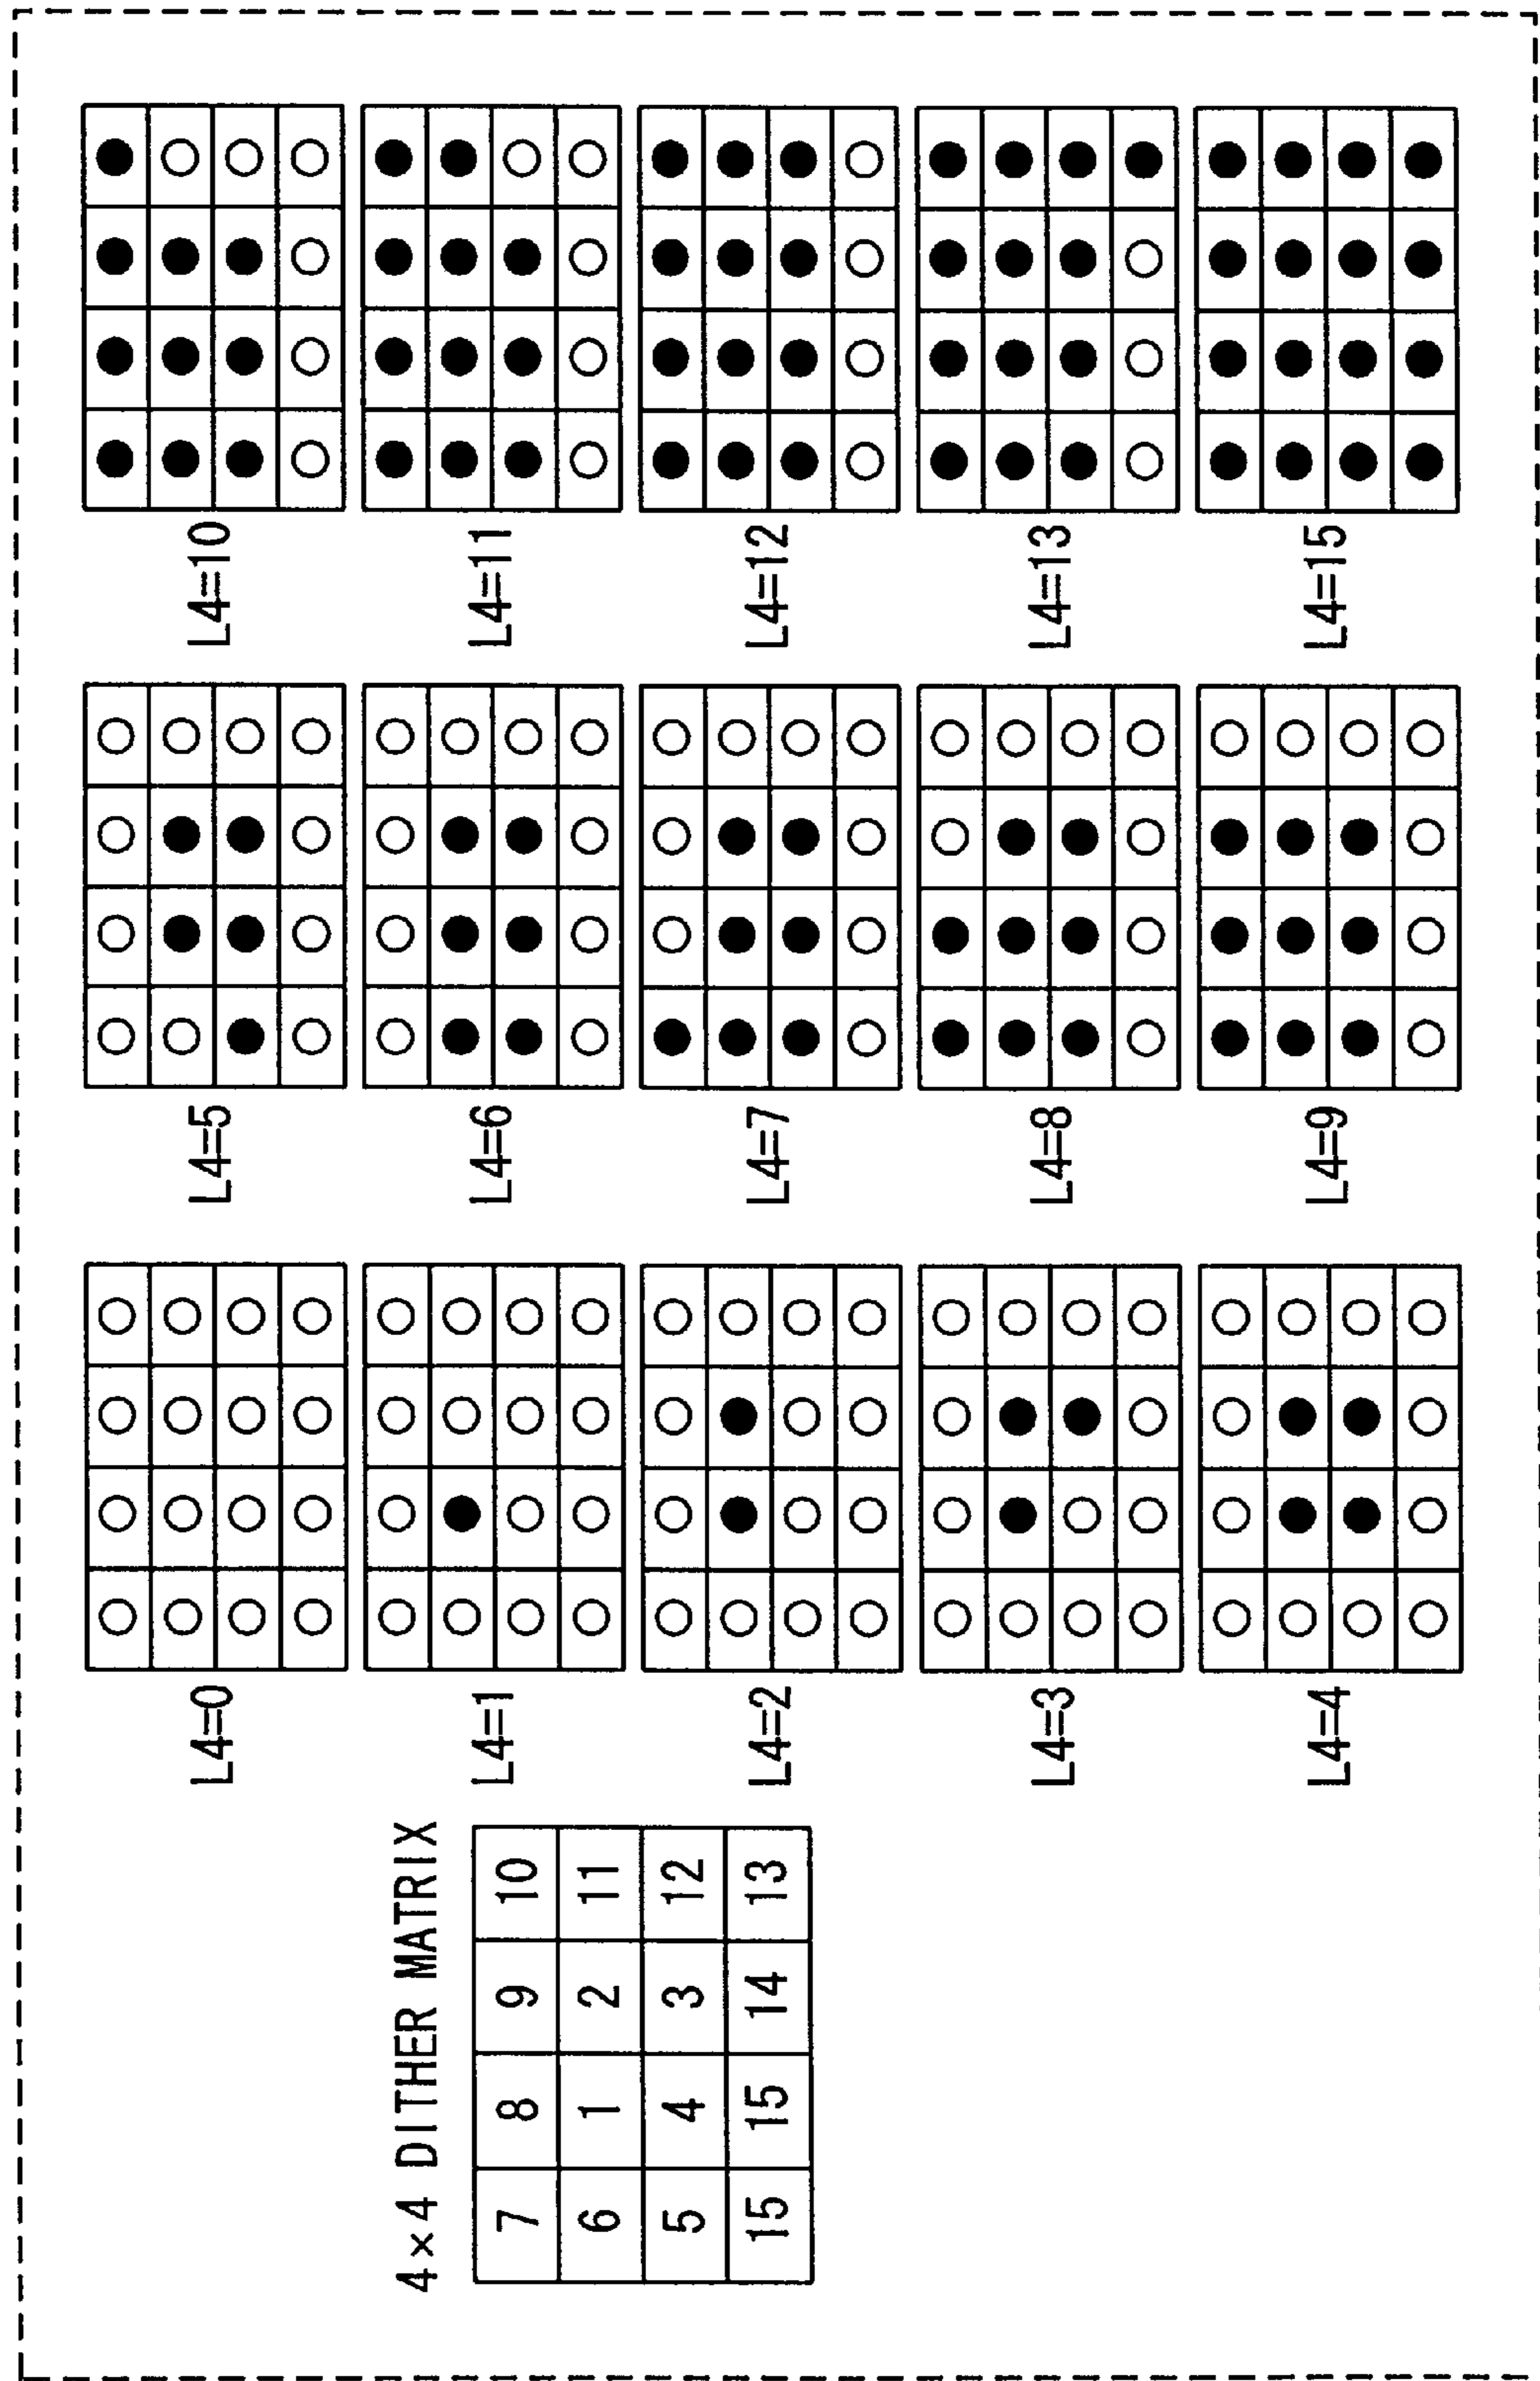 4×4 DITHER MATRIX
7 8 9 10
6 1 2 11
5 4 3 12
15 15 14 13
L4=0
L4=1
L4=2
L4=3
L4=4
L4=5
L4=6
L4=7
L4=8
L4=9
L4=10
L4=11
L4=12
L4=13
L4=15